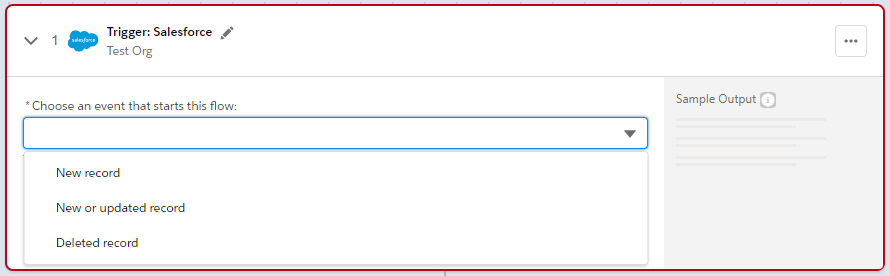 Trigger: Salesforce
1
salesforce
Test Org
*Choose an event that starts this flow:
Sample Output
i
New record
New or updated record
Deleted record